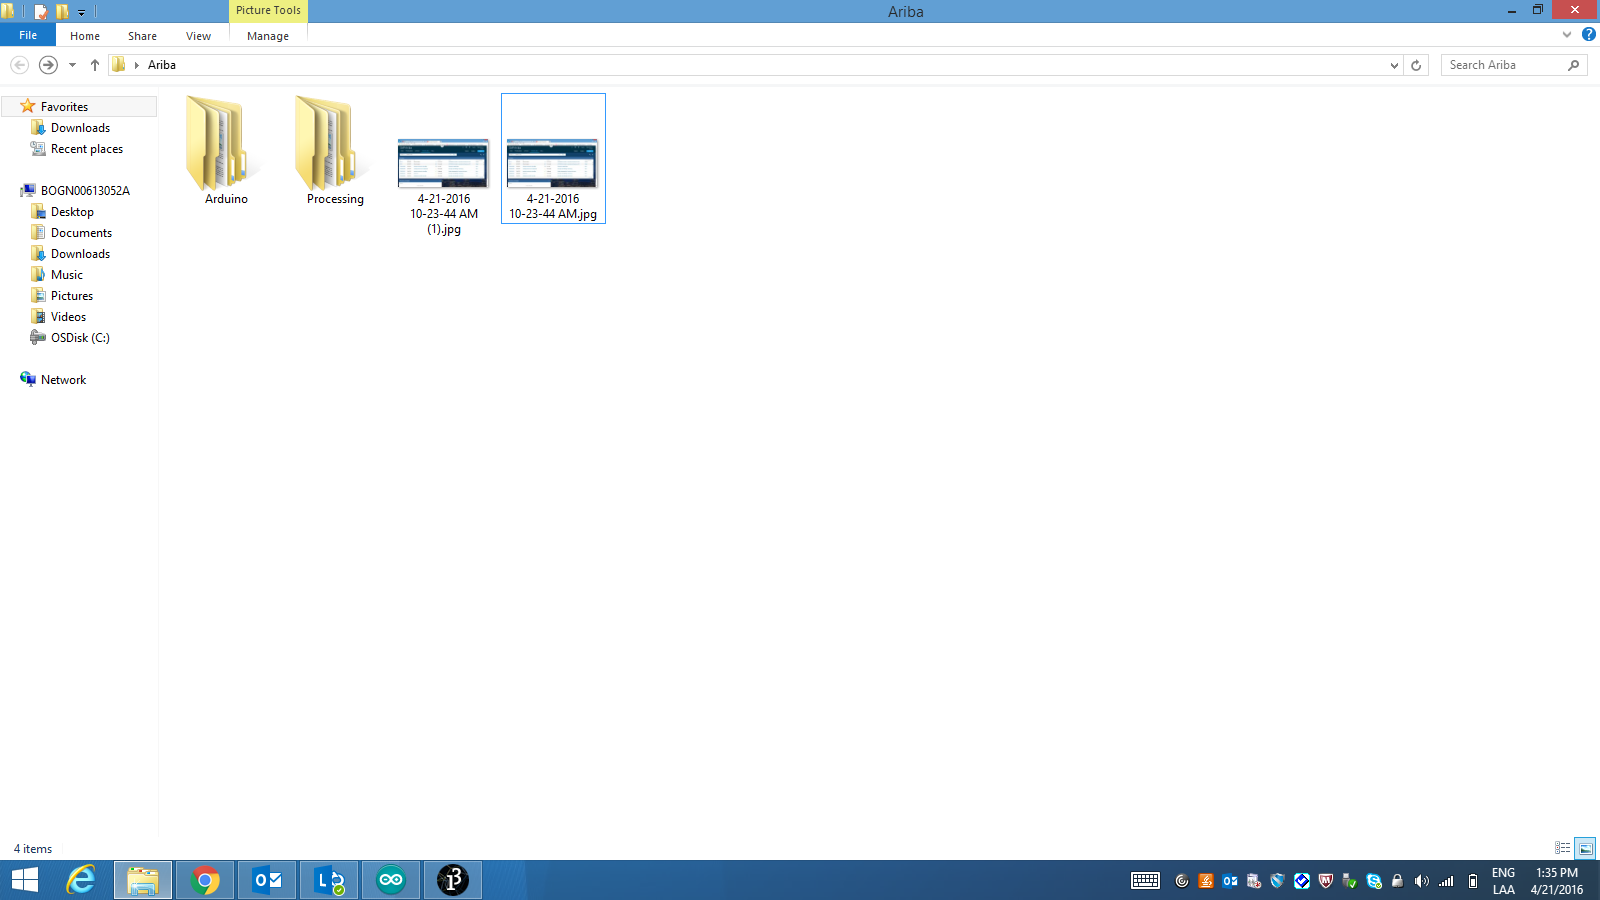 Picture Tools
Ariba
File
Home
Share
View
Manage
Ariba
Search Ariba
Favorites
Downloads
Recent places
BOGN00613052A
Desktop
Documents
Downloads
Music
Pictures
Videos
OSDisk (C:)
Network
Arduino
Processing
4-21-2016
10-23-44 AM
(1).jpg
4-21-2016
10-23-44 AM.jpg
4 items
ENG
LAA
1:35 PM
4/21/2016